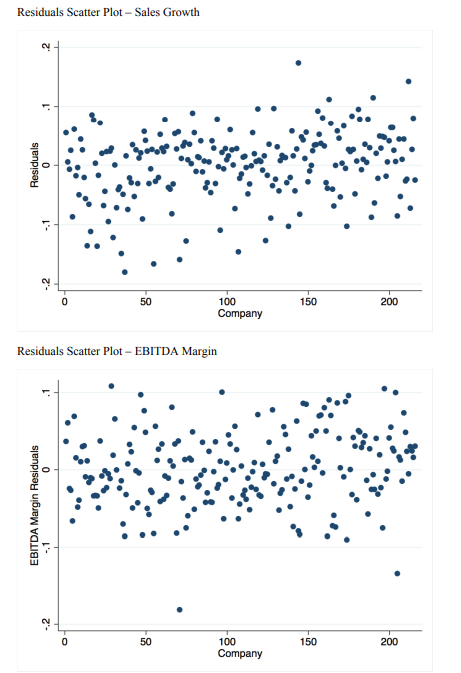 Residuals Scatter Plot – Sales Growth
.2
.1
0
-.1
-.2
Residuals
0 50 100 150 200
Company
Residuals Scatter Plot – EBITDA Margin
.1
0
-.1
-.2
EBITDA Margin Residuals
0 50 100 150 200
Company